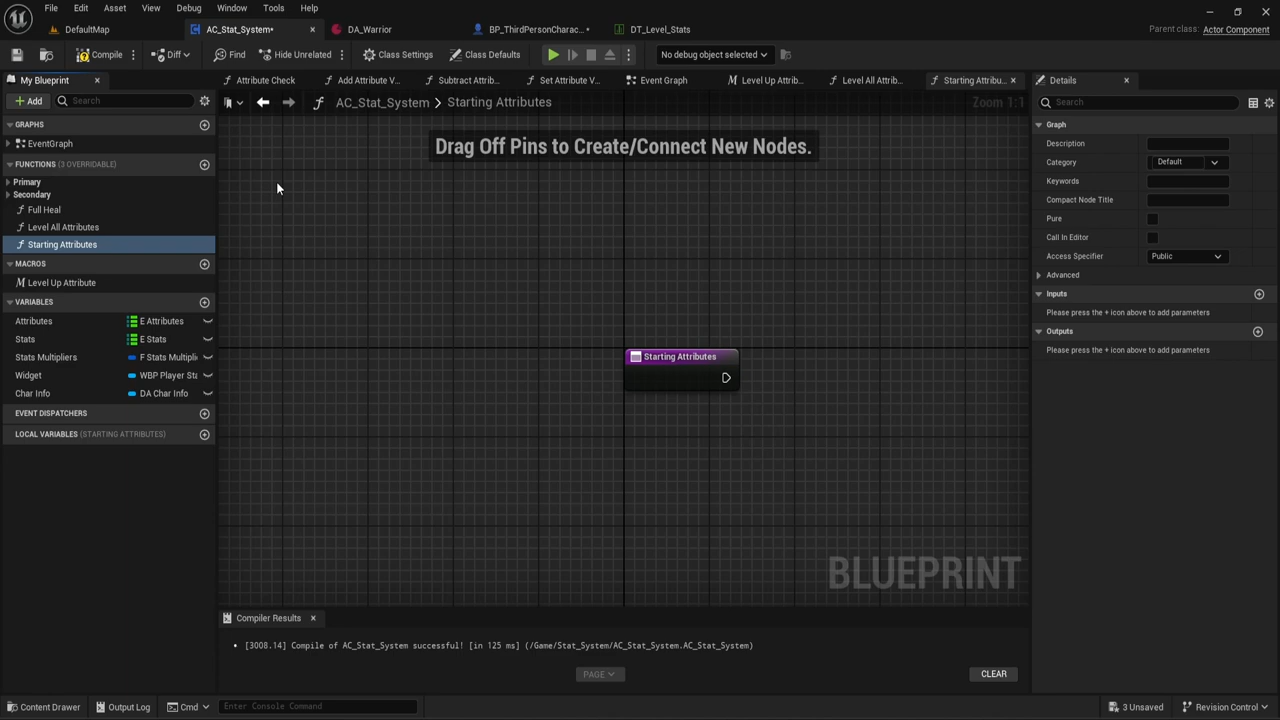 File Edit Asset View Debug Window Tools Help
DefaultMap AC_Stat_System* DA_Warrior BP_ThirdPersonCharac...* DT_Level_Stats Parent class: Actor Component
Compile Diff Find Hide Unrelated Class Settings Class Defaults No debug object selected
My Blueprint Attribute Check Add Attribute V... Subtract Attrib... Set Attribute V... Event Graph Level Up Attrib... Level All Attrib... Starting Attribu... Details
Add Search AC_Stat_System > Starting Attributes Zoom 1:1 Search
GRAPHS
EventGraph
FUNCTIONS (3 OVERRIDABLE)
Primary
Secondary
Full Heal
Level All Attributes
Starting Attributes
MACROS
Level Up Attribute
VARIABLES
Attributes E Attributes
Stats E Stats
Stats Multipliers F Stats Multipli
Widget WBP Player Sta
Char Info DA Char Info
EVENT DISPATCHERS
LOCAL VARIABLES (STARTING ATTRIBUTES)
Drag Off Pins to Create/Connect New Nodes.
Starting Attributes
BLUEPRINT
Graph
Description
Category Default
Keywords
Compact Node Title
Pure
Call In Editor
Access Specifier Public
Advanced
Inputs
Please press the + icon above to add parameters
Outputs
Please press the + icon above to add parameters
Compiler Results
[3008.14] Compile of AC_Stat_System successful! [in 125 ms] (/Game/Stat_System/AC_Stat_System.AC_Stat_System)
PAGE CLEAR
Content Drawer Output Log Cmd Enter Console Command 3 Unsaved Revision Control